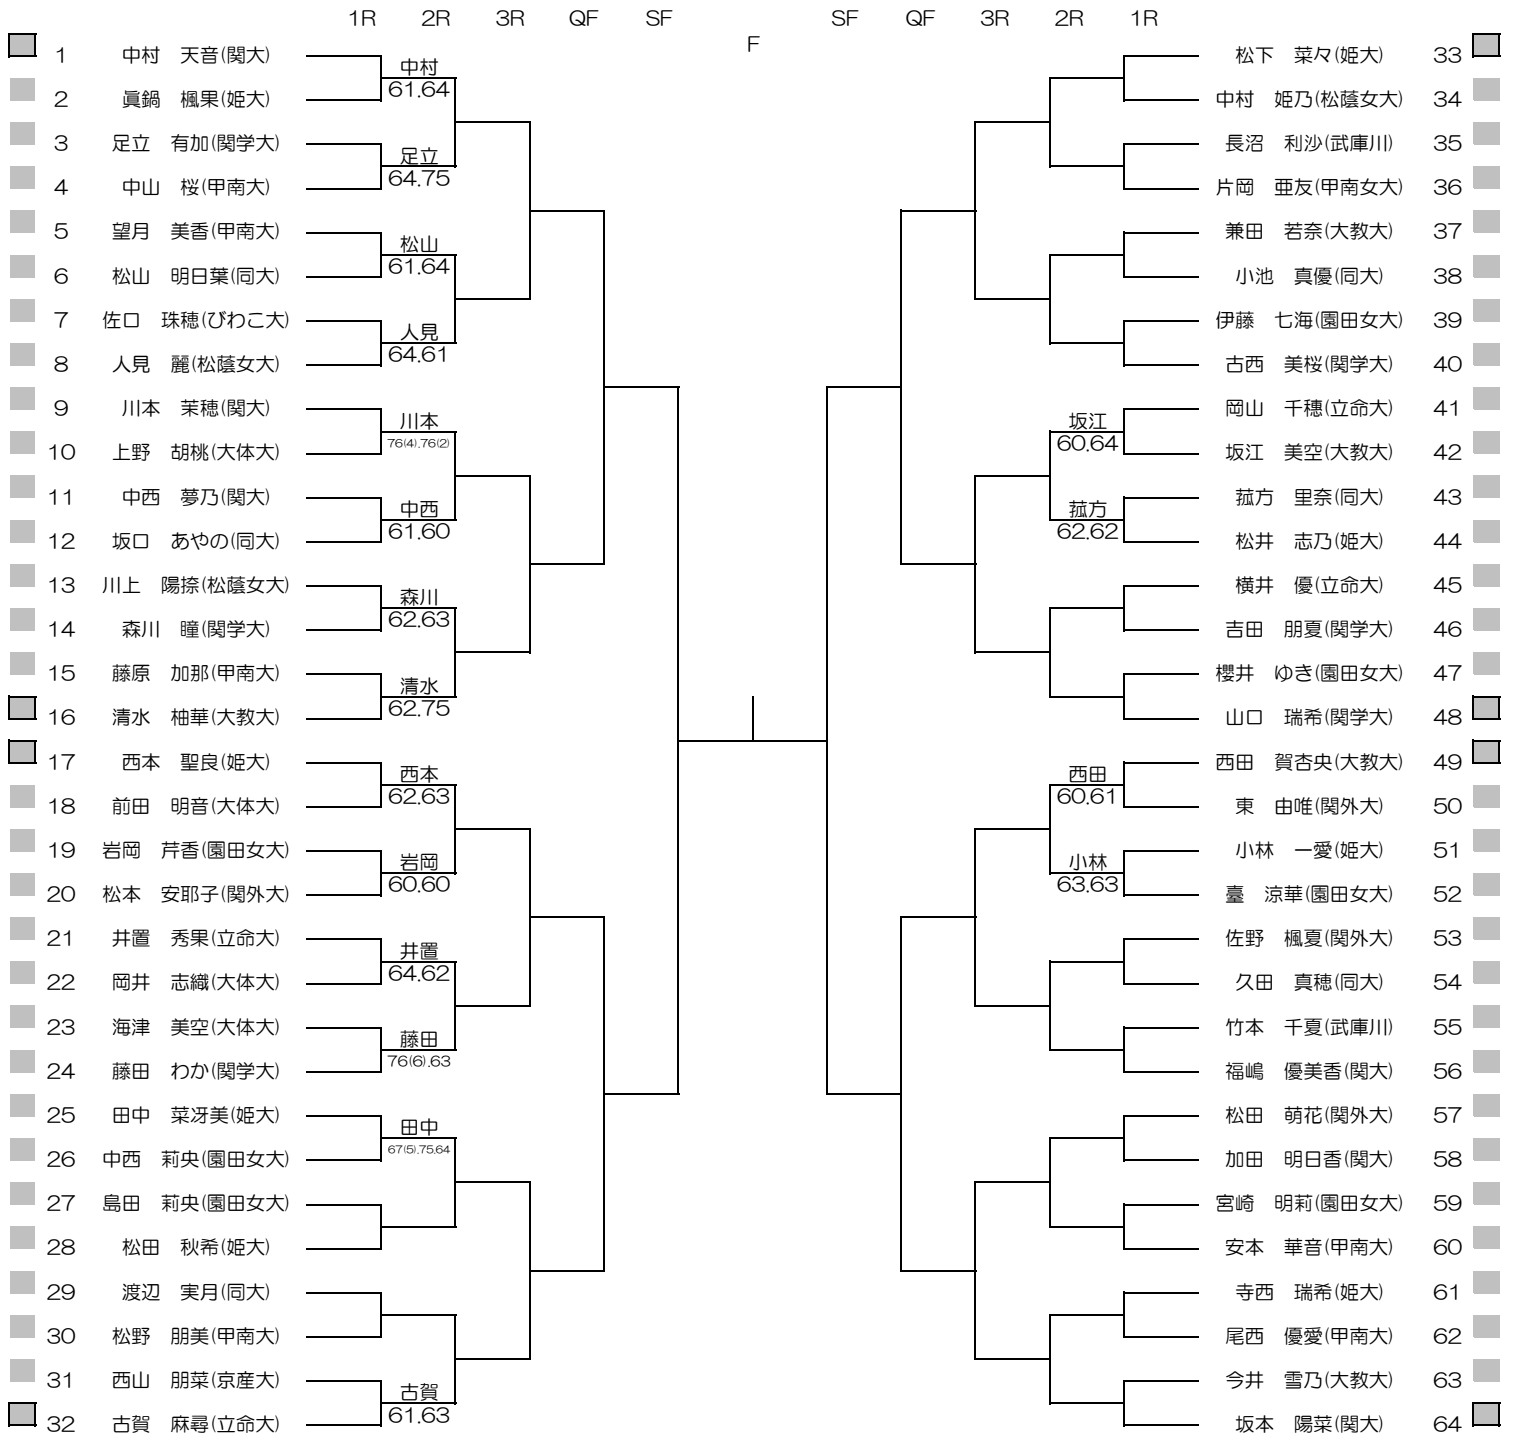 1R 2R 3R QF SF F SF QF 3R 2R 1R
1 中村 天音(関大) 松下 菜々(姫大) 33
中村
61.64
2 眞鍋 楓果(姫大) 中村 姫乃(松蔭女大) 34
3 足立 有加(関学大) 長沼 利沙(武庫川) 35
足立
64.75
4 中山 桜(甲南大) 片岡 亜友(甲南女大) 36
5 望月 美香(甲南大) 兼田 若奈(大教大) 37
松山
61.64
6 松山 明日葉(同大) 小池 真優(同大) 38
7 佐口 珠穂(びわこ大) 伊藤 七海(園田女大) 39
人見
64.61
8 人見 麗(松蔭女大) 古西 美桜(関学大) 40
9 川本 茉穂(関大) 岡山 千穂(立命大) 41
川本 坂江
76(4).76(2) 60.64
10 上野 胡桃(大体大) 坂江 美空(大教大) 42
11 中西 夢乃(関大) 菰方 里奈(同大) 43
中西 菰方
61.60 62.62
12 坂口 あやの(同大) 松井 志乃(姫大) 44
13 川上 陽捺(松蔭女大) 横井 優(立命大) 45
森川
62.63
14 森川 瞳(関学大) 吉田 朋夏(関学大) 46
15 藤原 加那(甲南大) 櫻井 ゆき(園田女大) 47
清水
62.75
16 清水 柚華(大教大) 山口 瑞希(関学大) 48
17 西本 聖良(姫大) 西田 賀杏央(大教大) 49
西本 西田
62.63 60.61
18 前田 明音(大体大) 東 由唯(関外大) 50
19 岩岡 芹香(園田女大) 小林 一愛(姫大) 51
岩岡 小林
60.60 63.63
20 松本 安耶子(関外大) 臺 涼華(園田女大) 52
21 井置 秀果(立命大) 佐野 楓夏(関外大) 53
井置
64.62
22 岡井 志織(大体大) 久田 真穂(同大) 54
23 海津 美空(大体大) 竹本 千夏(武庫川) 55
藤田
76(6).63
24 藤田 わか(関学大) 福嶋 優美香(関大) 56
25 田中 菜冴美(姫大) 松田 萌花(関外大) 57
田中
67(5).75.64
26 中西 莉央(園田女大) 加田 明日香(関大) 58
27 島田 莉央(園田女大) 宮崎 明莉(園田女大) 59
28 松田 秋希(姫大) 安本 華音(甲南大) 60
29 渡辺 実月(同大) 寺西 瑞希(姫大) 61
30 松野 朋美(甲南大) 尾西 優愛(甲南大) 62
31 西山 朋菜(京産大) 今井 雪乃(大教大) 63
古賀
61.63
32 古賀 麻尋(立命大) 坂本 陽菜(関大) 64